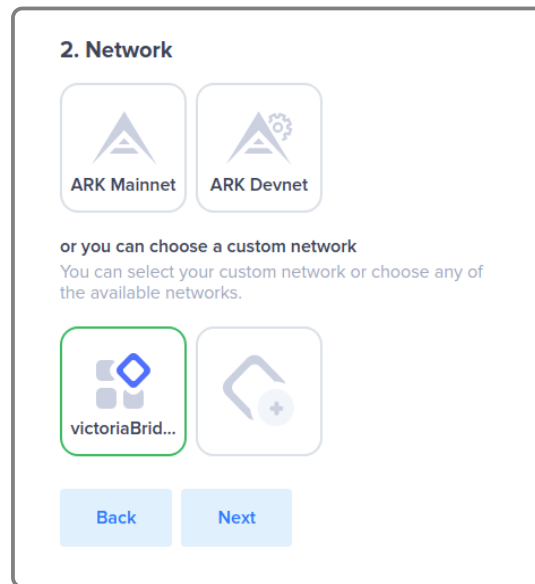 2. Network
ARK Mainnet
ARK Devnet
or you can choose a custom network
You can select your custom network or choose any of
the available networks.
victoriaBrid...
Back
Next